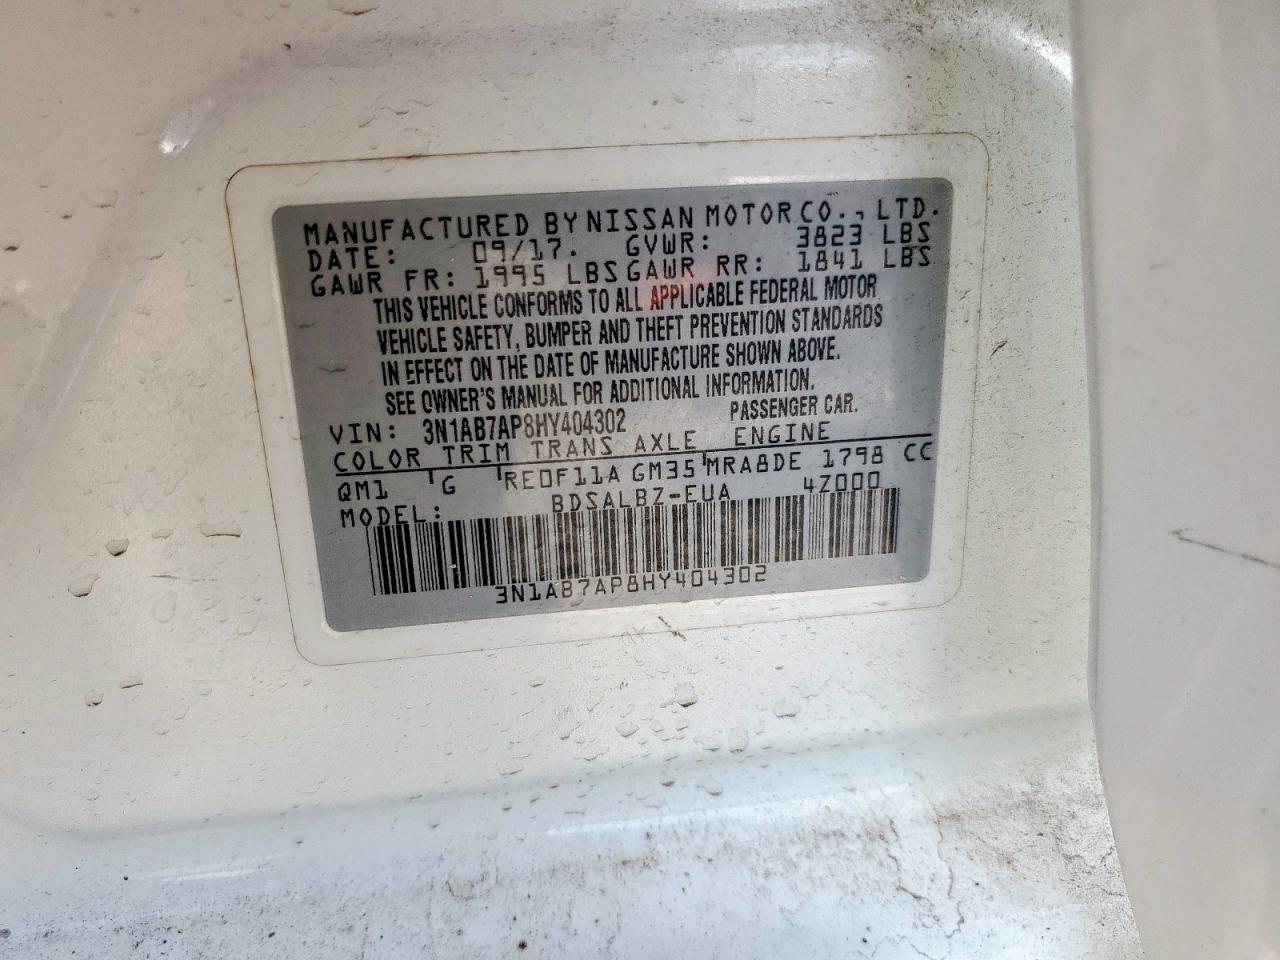 MANUFACTURED BY NISSAN MOTOR CO., LTD.
DATE: 09/17. GVWR: 3823 LBS
GAWR FR: 1995 LBS GAWR RR: 1841 LBS
THIS VEHICLE CONFORMS TO ALL APPLICABLE FEDERAL MOTOR
VEHICLE SAFETY, BUMPER AND THEFT PREVENTION STANDARDS
IN EFFECT ON THE DATE OF MANUFACTURE SHOWN ABOVE.
SEE OWNER'S MANUAL FOR ADDITIONAL INFORMATION.
VIN: 3N1AB7AP8HY404302 PASSENGER CAR.
COLOR TRIM TRANS AXLE ENGINE
QM1 G RE0F11A GM35 MRA8DE 1798 CC
MODEL: BDSALBZ-EUA 4Z000
3N1AB7AP8HY404302